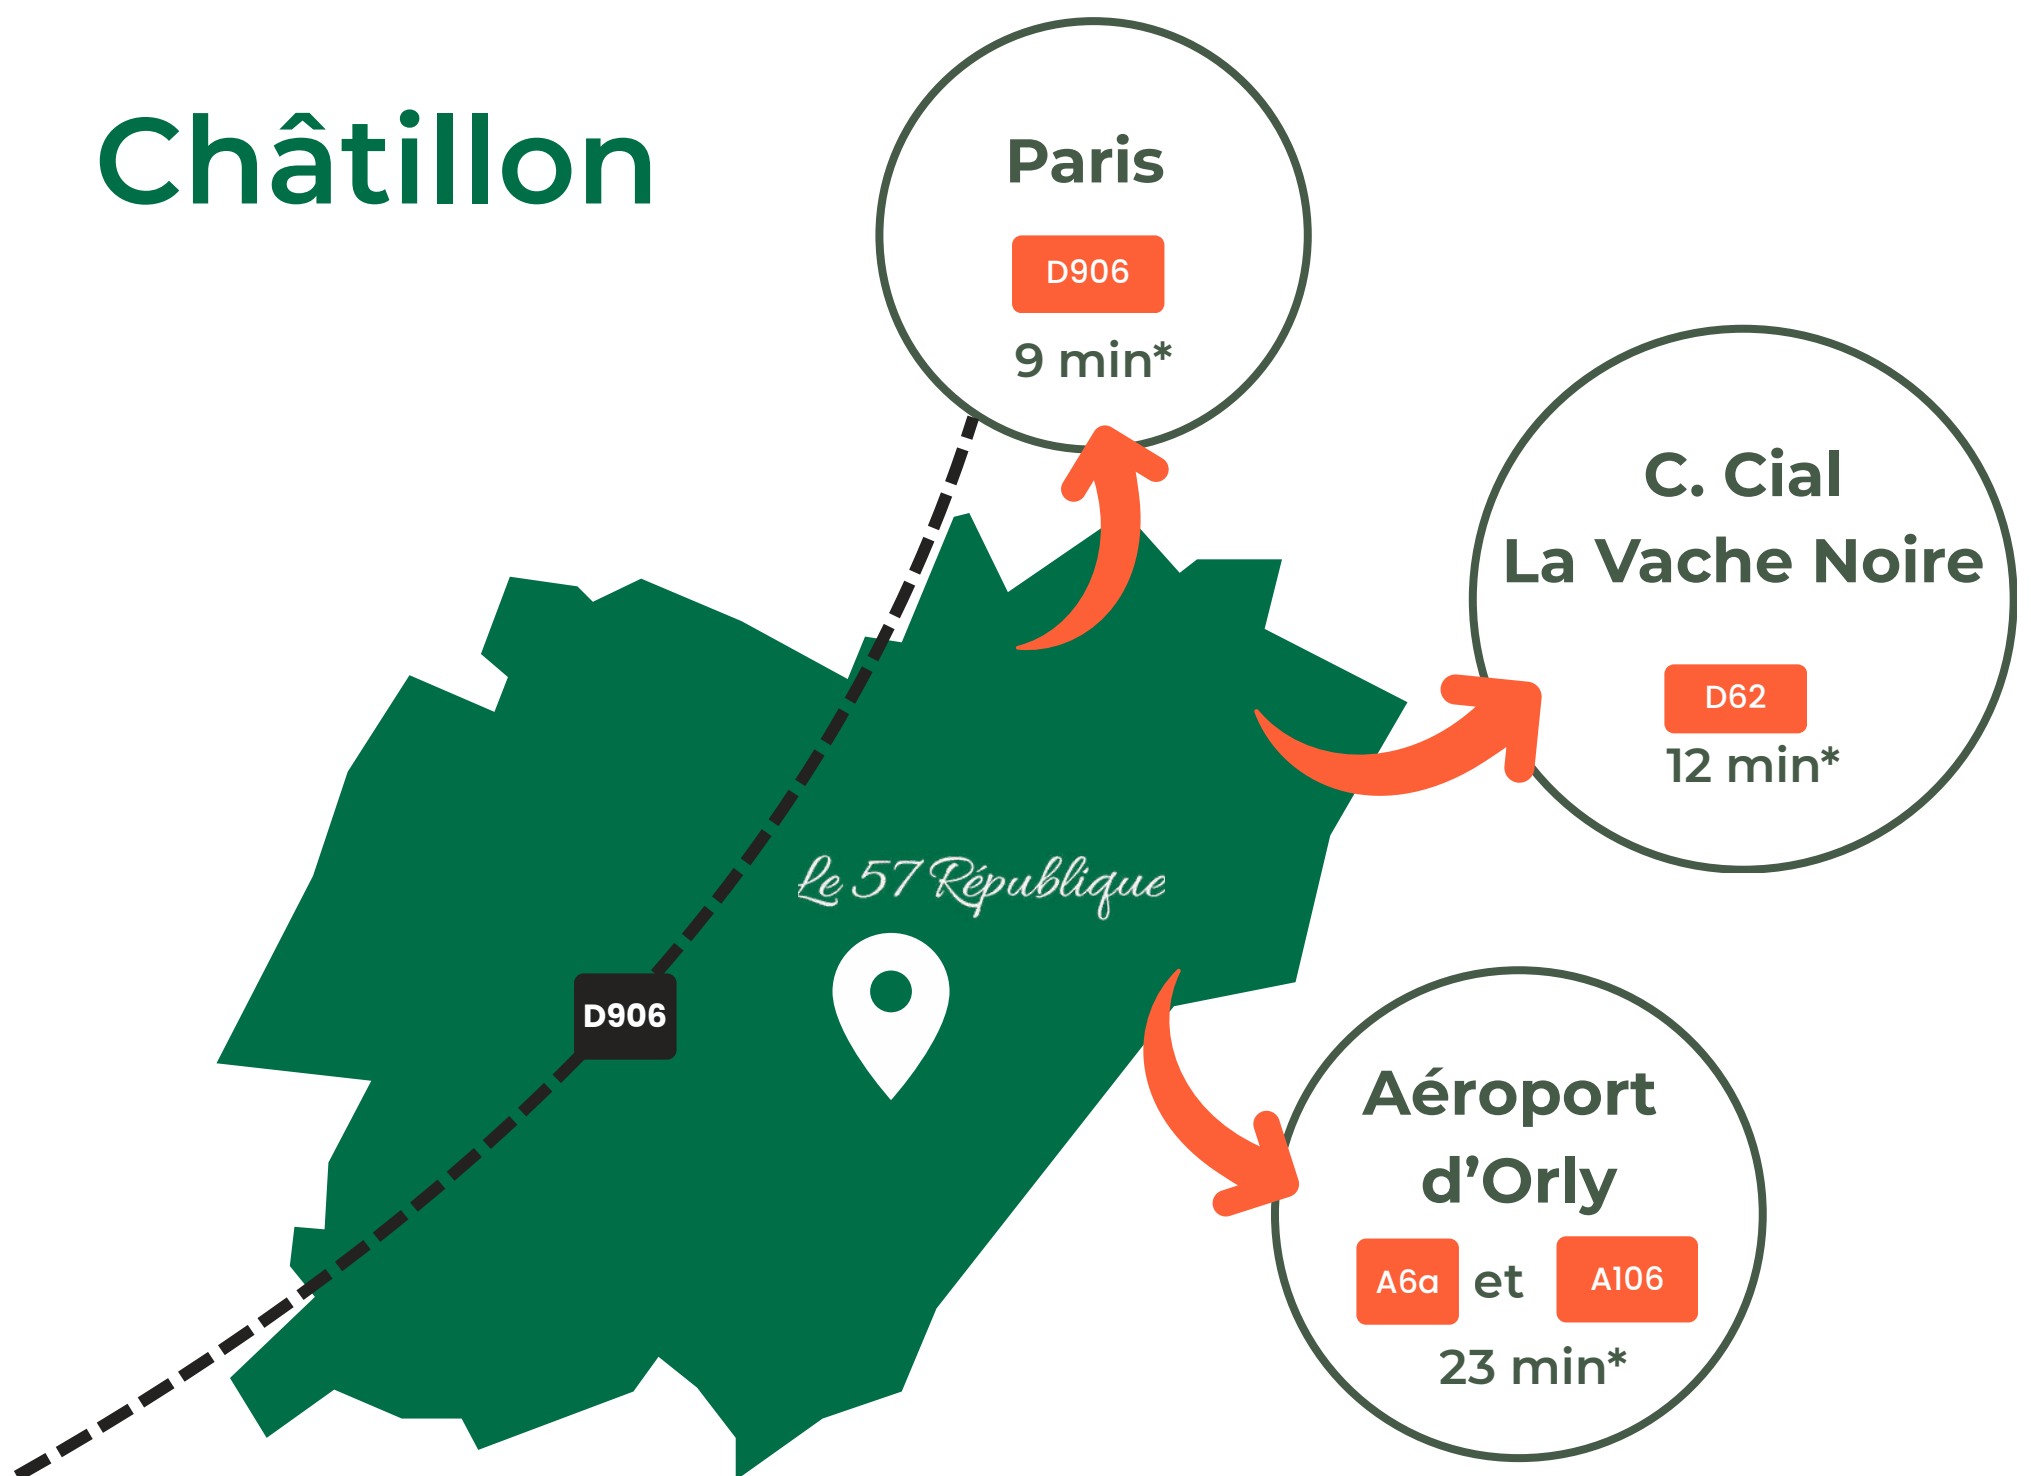 Châtillon
Paris
D906
9 min*
C. Cial
La Vache Noire
D62
12 min*
Le 57 République
D906
Aéroport
d’Orly
A6a et A106
23 min*